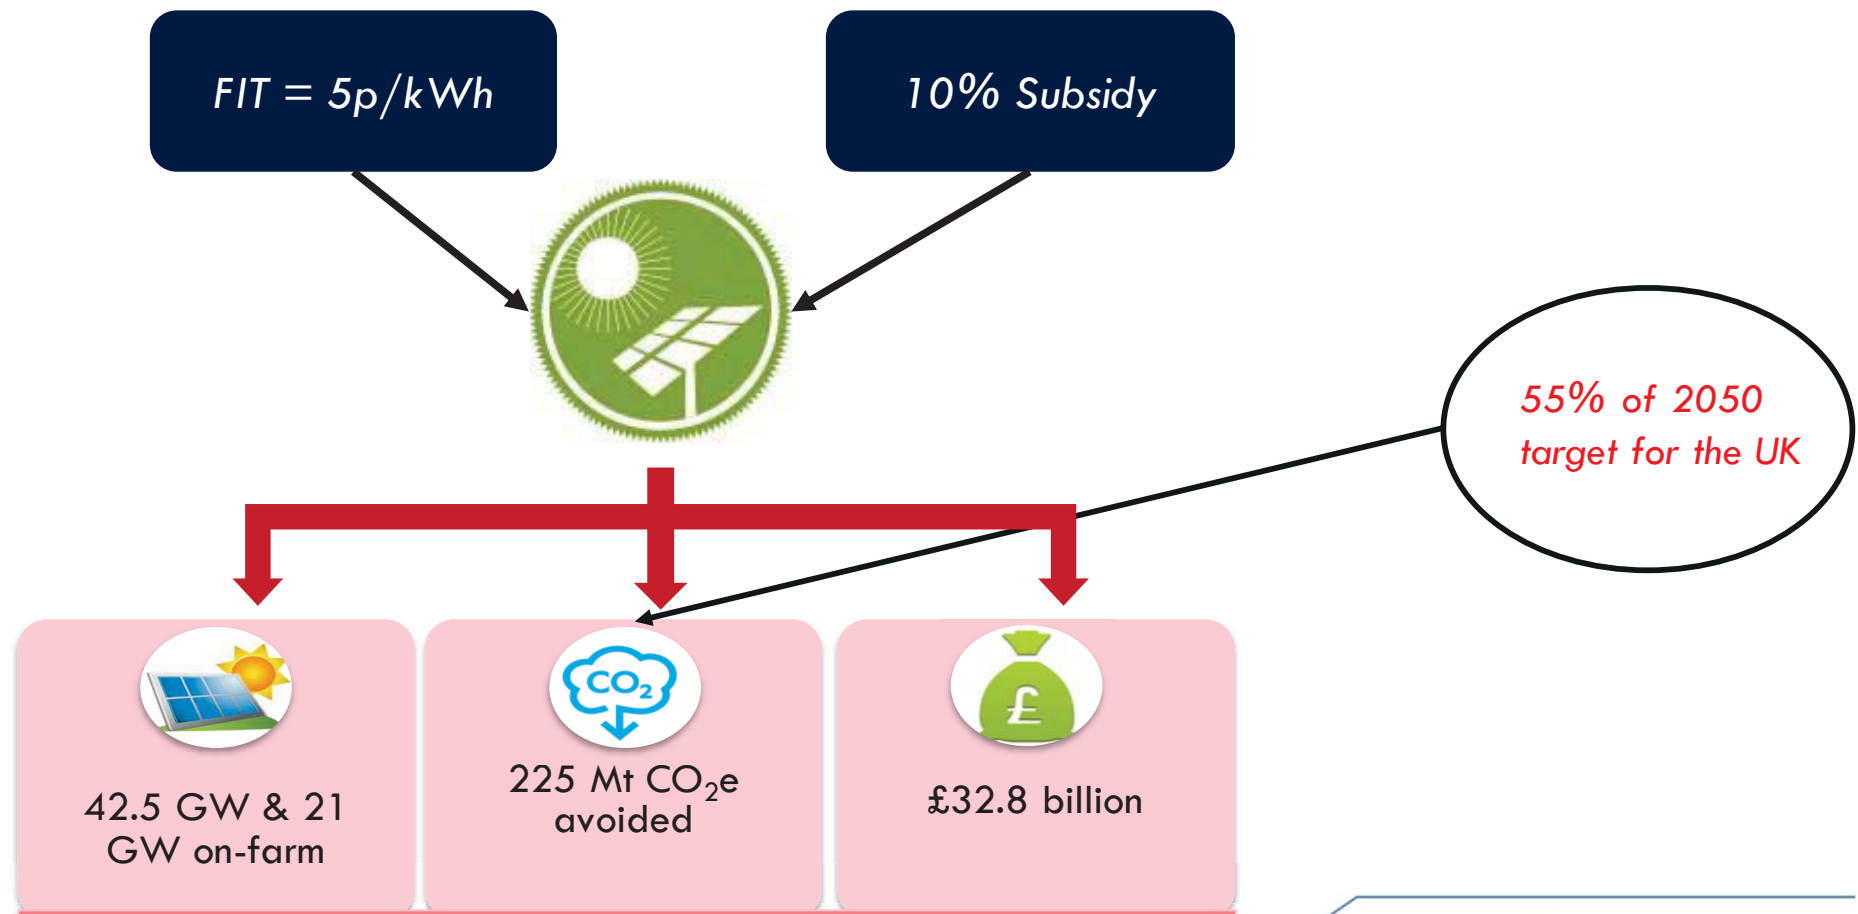 FIT = 5p/kWh
10% Subsidy
55% of 2050
target for the UK
CO₂
£
42.5 GW & 21
GW on-farm
225 Mt CO₂e
avoided
£32.8 billion